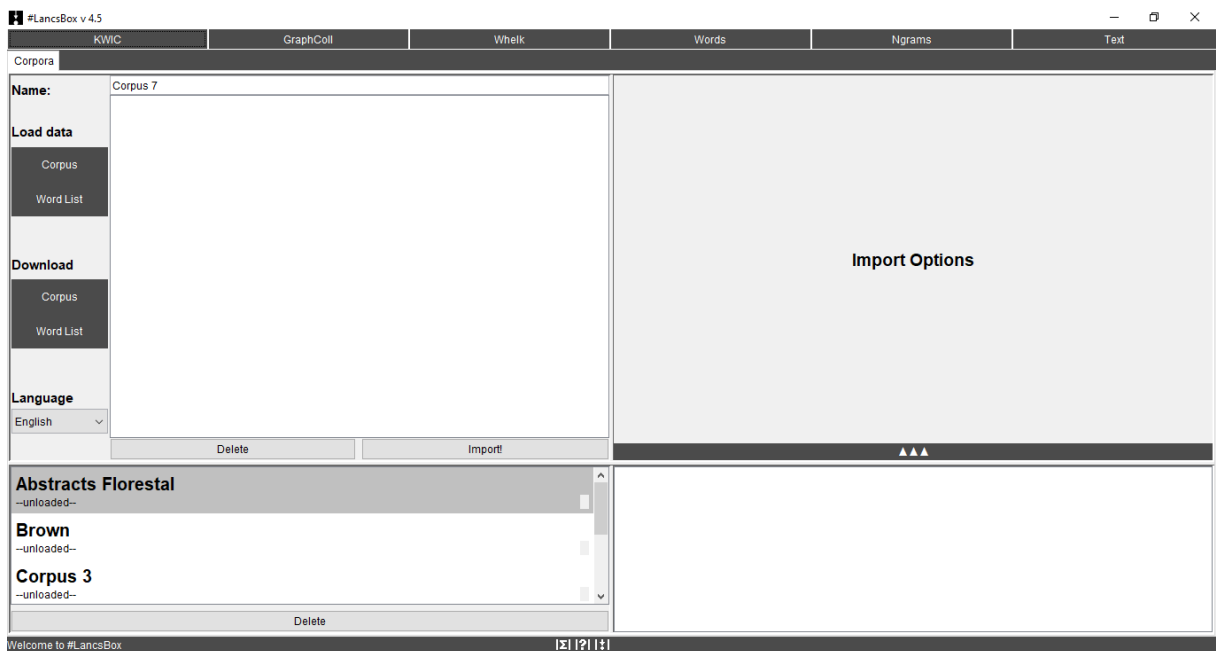 #LancsBox v 4.5
KWIC GraphColl Whelk Words Ngrams Text
Corpora
Name: Corpus 7
Load data
Corpus
Word List
Download
Corpus
Word List
Language
English
Delete Import!
Import Options
▲▲▲
Abstracts Florestal
--unloaded--
Brown
--unloaded--
Corpus 3
--unloaded--
Delete
Welcome to #LancsBox |Σ| |?| |‡|